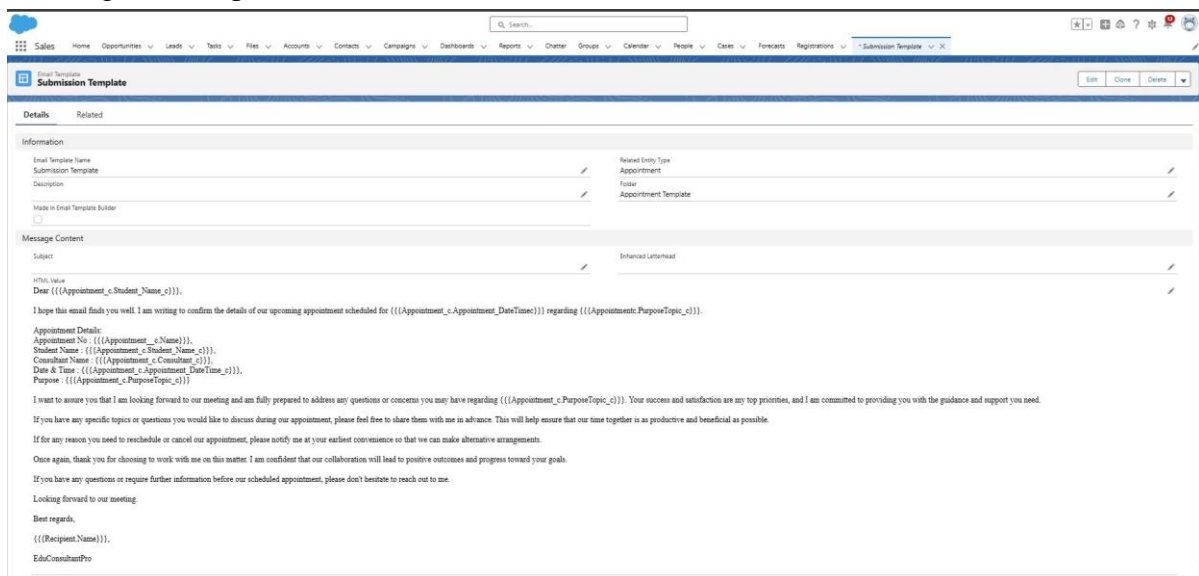 Search...
Sales Home Opportunities Leads Tasks Files Accounts Contacts Campaigns Dashboards Reports Chatter Groups Calendar People Cases Forecasts Registrations * Submission Template
Email Template
Submission Template
Edit Clone Delete
Details Related
Information
Email Template Name
Submission Template
Related Entity Type
Appointment
Description
Folder
Appointment Template
Made in Email Template Builder
Message Content
Subject
Enhanced Letterhead
HTML Value
Dear {{{Appointment_c.Student_Name_c}}},
I hope this email finds you well. I am writing to confirm the details of our upcoming appointment scheduled for {{{Appointment_c.Appointment_DateTimec}}} regarding {{{Appointmentc.PurposeTopic_c}}}.
Appointment Details:
Appointment No : {{{Appointment__c.Name}}},
Student Name : {{{Appointment_c.Student_Name_c}}},
Consultant Name : {{{Appointment_c.Consultant_c}}},
Date & Time : {{{Appointment_c.Appointment_DateTime_c}}},
Purpose : {{{Appointment_c.PurposeTopic_c}}}
I want to assure you that I am looking forward to our meeting and am fully prepared to address any questions or concerns you may have regarding {{{Appointment_c.PurposeTopic_c}}}. Your success and satisfaction are my top priorities, and I am committed to providing you with the guidance and support you need.
If you have any specific topics or questions you would like to discuss during our appointment, please feel free to share them with me in advance. This will help ensure that our time together is as productive and beneficial as possible.
If for any reason you need to reschedule or cancel our appointment, please notify me at your earliest convenience so that we can make alternative arrangements.
Once again, thank you for choosing to work with me on this matter. I am confident that our collaboration will lead to positive outcomes and progress toward your goals.
If you have any questions or require further information before our scheduled appointment, please don't hesitate to reach out to me.
Looking forward to our meeting.
Best regards,
{{{Recipient.Name}}},
EduConsultantPro